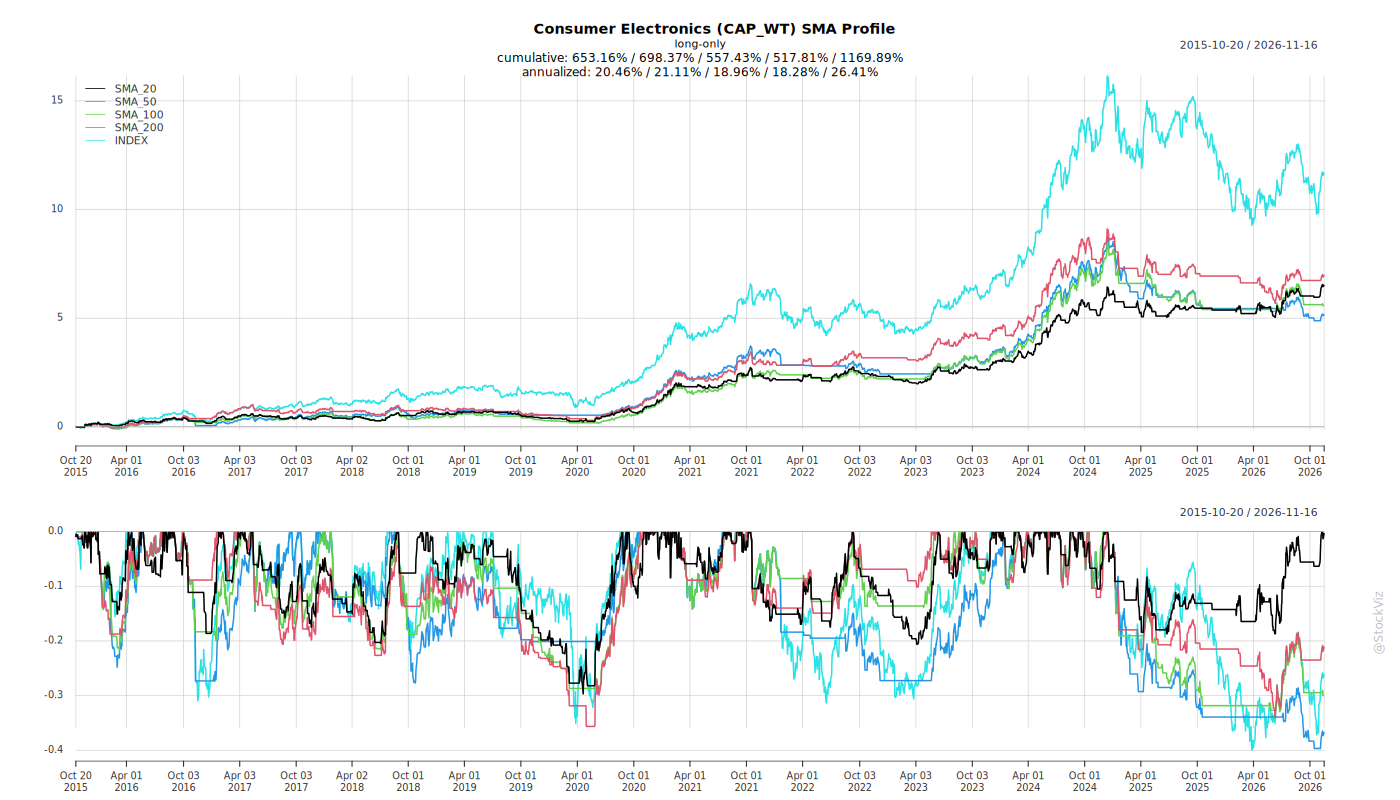 Consumer Electronics (CAP_WT) SMA Profile
long-only
cumulative: 653.16% / 698.37% / 557.43% / 517.81% / 1169.89%
annualized: 20.46% / 21.11% / 18.96% / 18.28% / 26.41%
2015-10-20 / 2026-11-16
SMA_20
SMA_50
SMA_100
SMA_200
INDEX
15
10
5
0
Oct 20 Apr 01 Oct 03 Apr 03 Oct 03 Apr 02 Oct 01 Apr 01 Oct 01 Apr 01 Oct 01 Apr 01 Oct 01 Apr 01 Oct 03 Apr 03 Oct 03 Apr 01 Oct 01 Apr 01 Oct 01 Apr 01 Oct 01
2015 2016 2016 2017 2017 2018 2018 2019 2019 2020 2020 2021 2021 2022 2022 2023 2023 2024 2024 2025 2025 2026 2026
2015-10-20 / 2026-11-16
0.0
-0.1
-0.2
-0.3
-0.4
Oct 20 Apr 01 Oct 03 Apr 03 Oct 03 Apr 02 Oct 01 Apr 01 Oct 01 Apr 01 Oct 01 Apr 01 Oct 01 Apr 01 Oct 03 Apr 03 Oct 03 Apr 01 Oct 01 Apr 01 Oct 01 Apr 01 Oct 01
2015 2016 2016 2017 2017 2018 2018 2019 2019 2020 2020 2021 2021 2022 2022 2023 2023 2024 2024 2025 2025 2026 2026
@StockViz